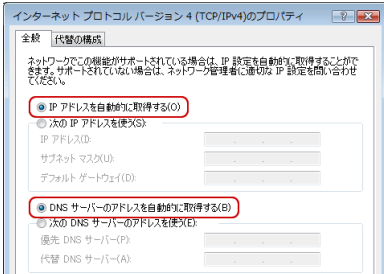 インターネット プロトコル バージョン 4 (TCP/IPv4)のプロパティ
全般 代替の構成
ネットワークでこの機能がサポートされている場合は、IP 設定を自動的に取得することがで
きます。サポートされていない場合は、ネットワーク管理者に適切な IP 設定を問い合わせ
てください。
IP アドレスを自動的に取得する(O)
次の IP アドレスを使う(S):
IP アドレス(I):
サブネット マスク(U):
デフォルト ゲートウェイ(D):
DNS サーバーのアドレスを自動的に取得する(B)
次の DNS サーバーのアドレスを使う(E):
優先 DNS サーバー(P):
代替 DNS サーバー(A):